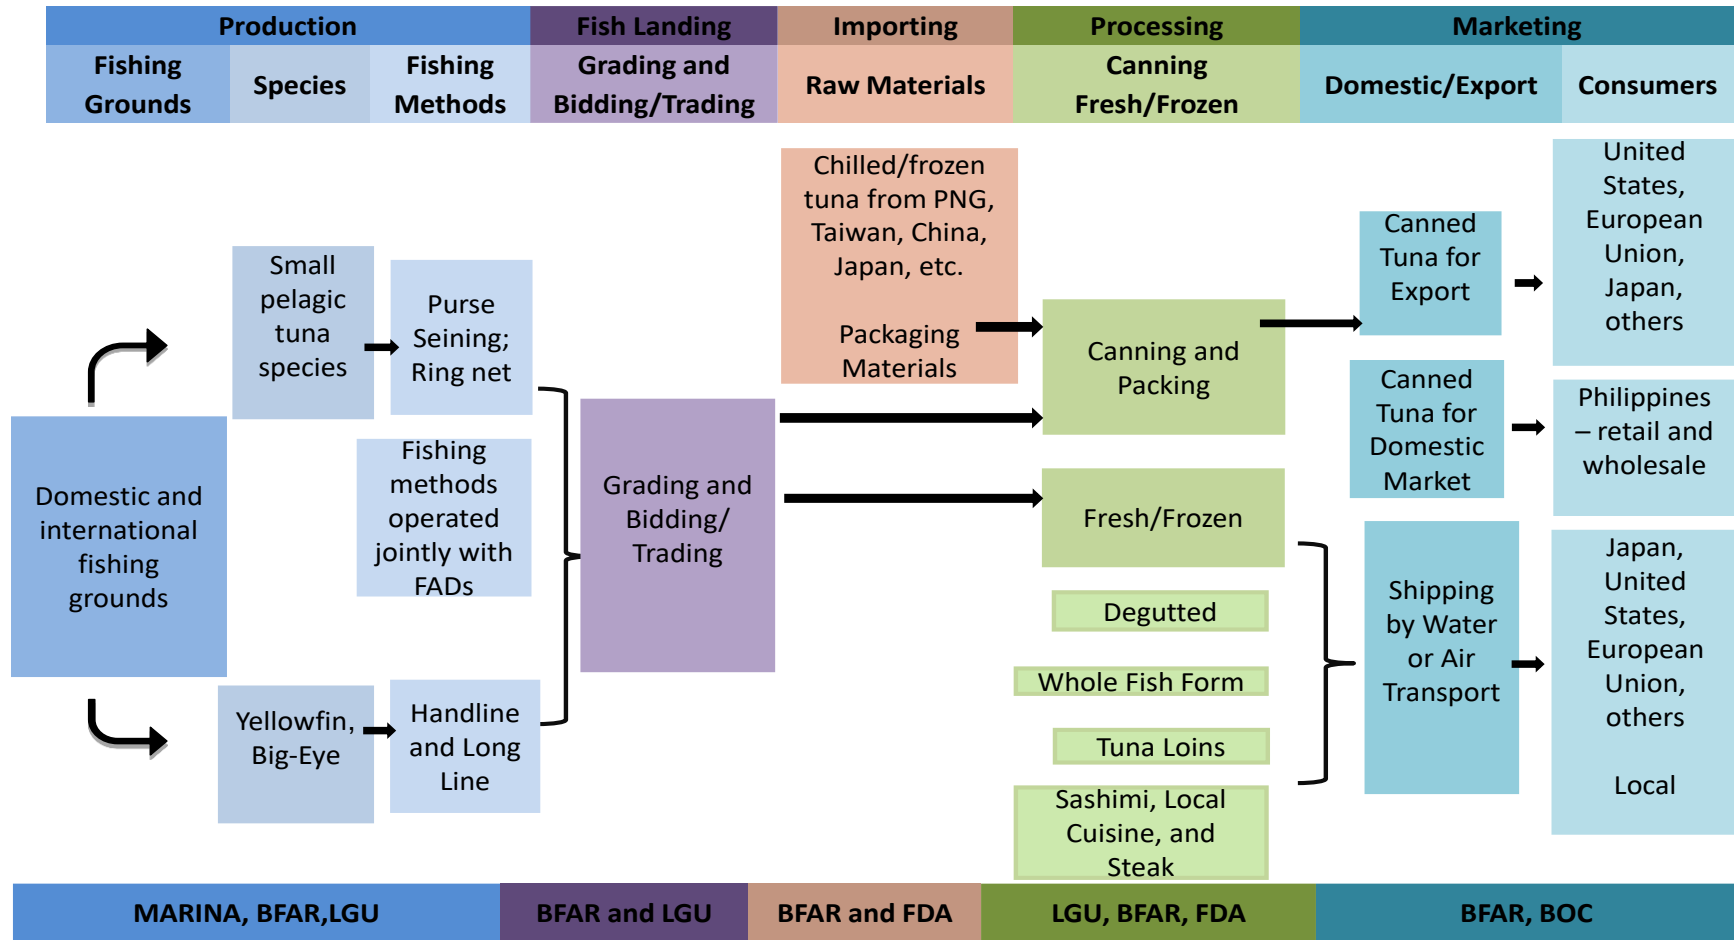 Production
Fish Landing
Importing
Processing
Marketing
Fishing
Grounds
Species
Fishing
Methods
Grading and
Bidding/Trading
Raw Materials
Canning
Fresh/Frozen
Domestic/Export
Consumers
Domestic and
international
fishing
grounds
Small
pelagic
tuna
species
Purse
Seining;
Ring net
Fishing
methods
operated
jointly with
FADs
Yellowfin,
Big-Eye
Handline
and Long
Line
Grading and
Bidding/
Trading
Chilled/frozen
tuna from PNG,
Taiwan, China,
Japan, etc.
Packaging
Materials
Canning and
Packing
Fresh/Frozen
Degutted
Whole Fish Form
Tuna Loins
Sashimi, Local
Cuisine, and
Steak
Canned
Tuna for
Export
Canned
Tuna for
Domestic
Market
Shipping
by Water
or Air
Transport
United
States,
European
Union,
Japan,
others
Philippines
– retail and
wholesale
Japan,
United
States,
European
Union,
others
Local
MARINA, BFAR,LGU
BFAR and LGU
BFAR and FDA
LGU, BFAR, FDA
BFAR, BOC